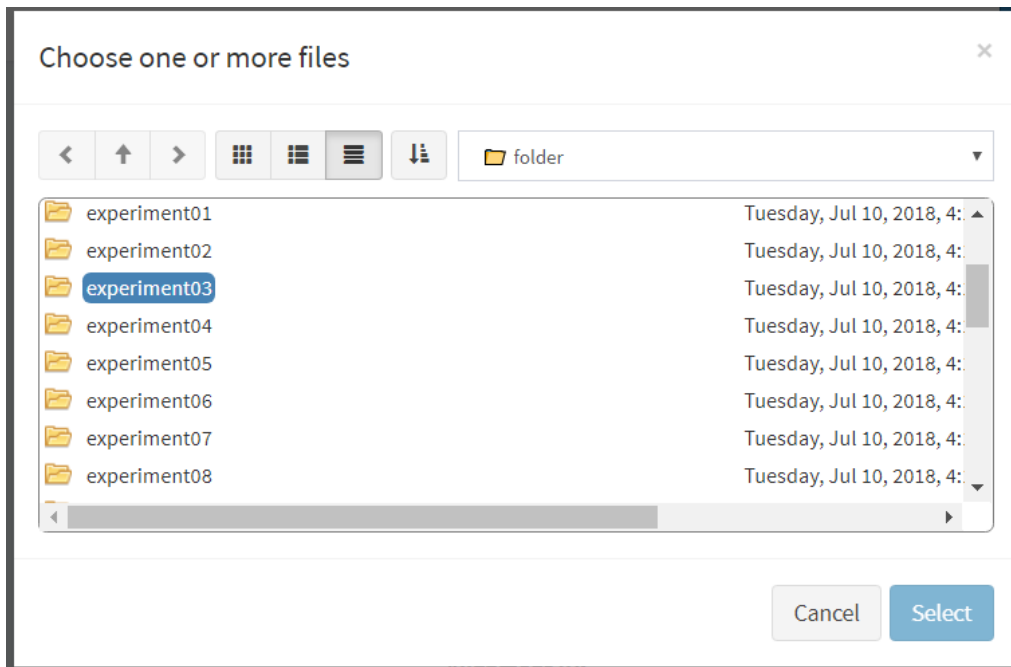 Choose one or more files
×
folder
experiment01 Tuesday, Jul 10, 2018, 4:
experiment02 Tuesday, Jul 10, 2018, 4:
experiment03 Tuesday, Jul 10, 2018, 4:
experiment04 Tuesday, Jul 10, 2018, 4:
experiment05 Tuesday, Jul 10, 2018, 4:
experiment06 Tuesday, Jul 10, 2018, 4:
experiment07 Tuesday, Jul 10, 2018, 4:
experiment08 Tuesday, Jul 10, 2018, 4:
Cancel Select